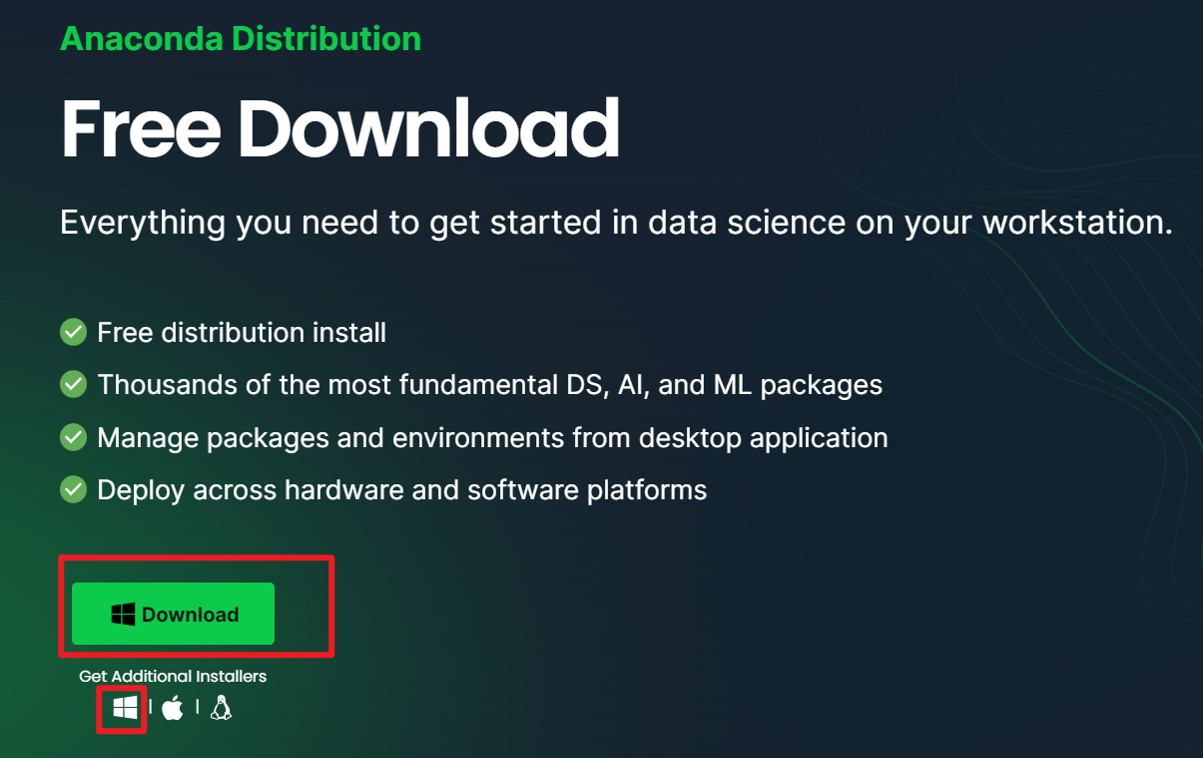 Anaconda Distribution
Free Download
Everything you need to get started in data science on your workstation.
Free distribution install
Thousands of the most fundamental DS, AI, and ML packages
Manage packages and environments from desktop application
Deploy across hardware and software platforms
Download
Get Additional Installers
| |